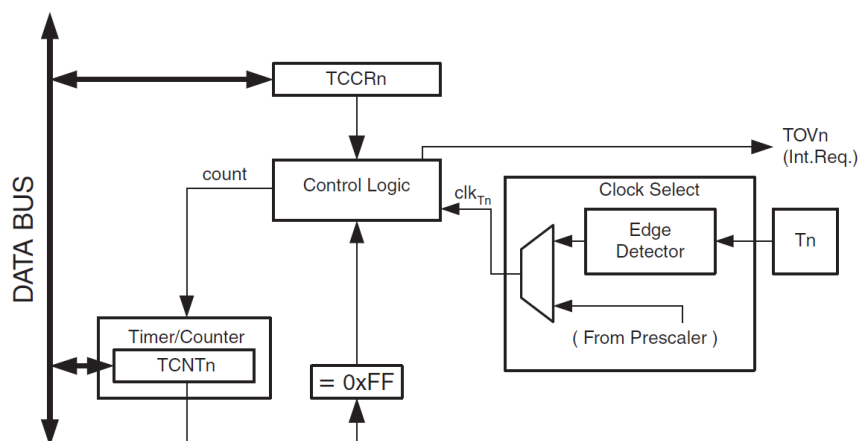 TCCRn
TOVn
(Int.Req.)
count
Control Logic
clkTn
Clock Select
Edge
Detector
Tn
DATA BUS
Timer/Counter
TCNTn
= 0xFF
( From Prescaler )